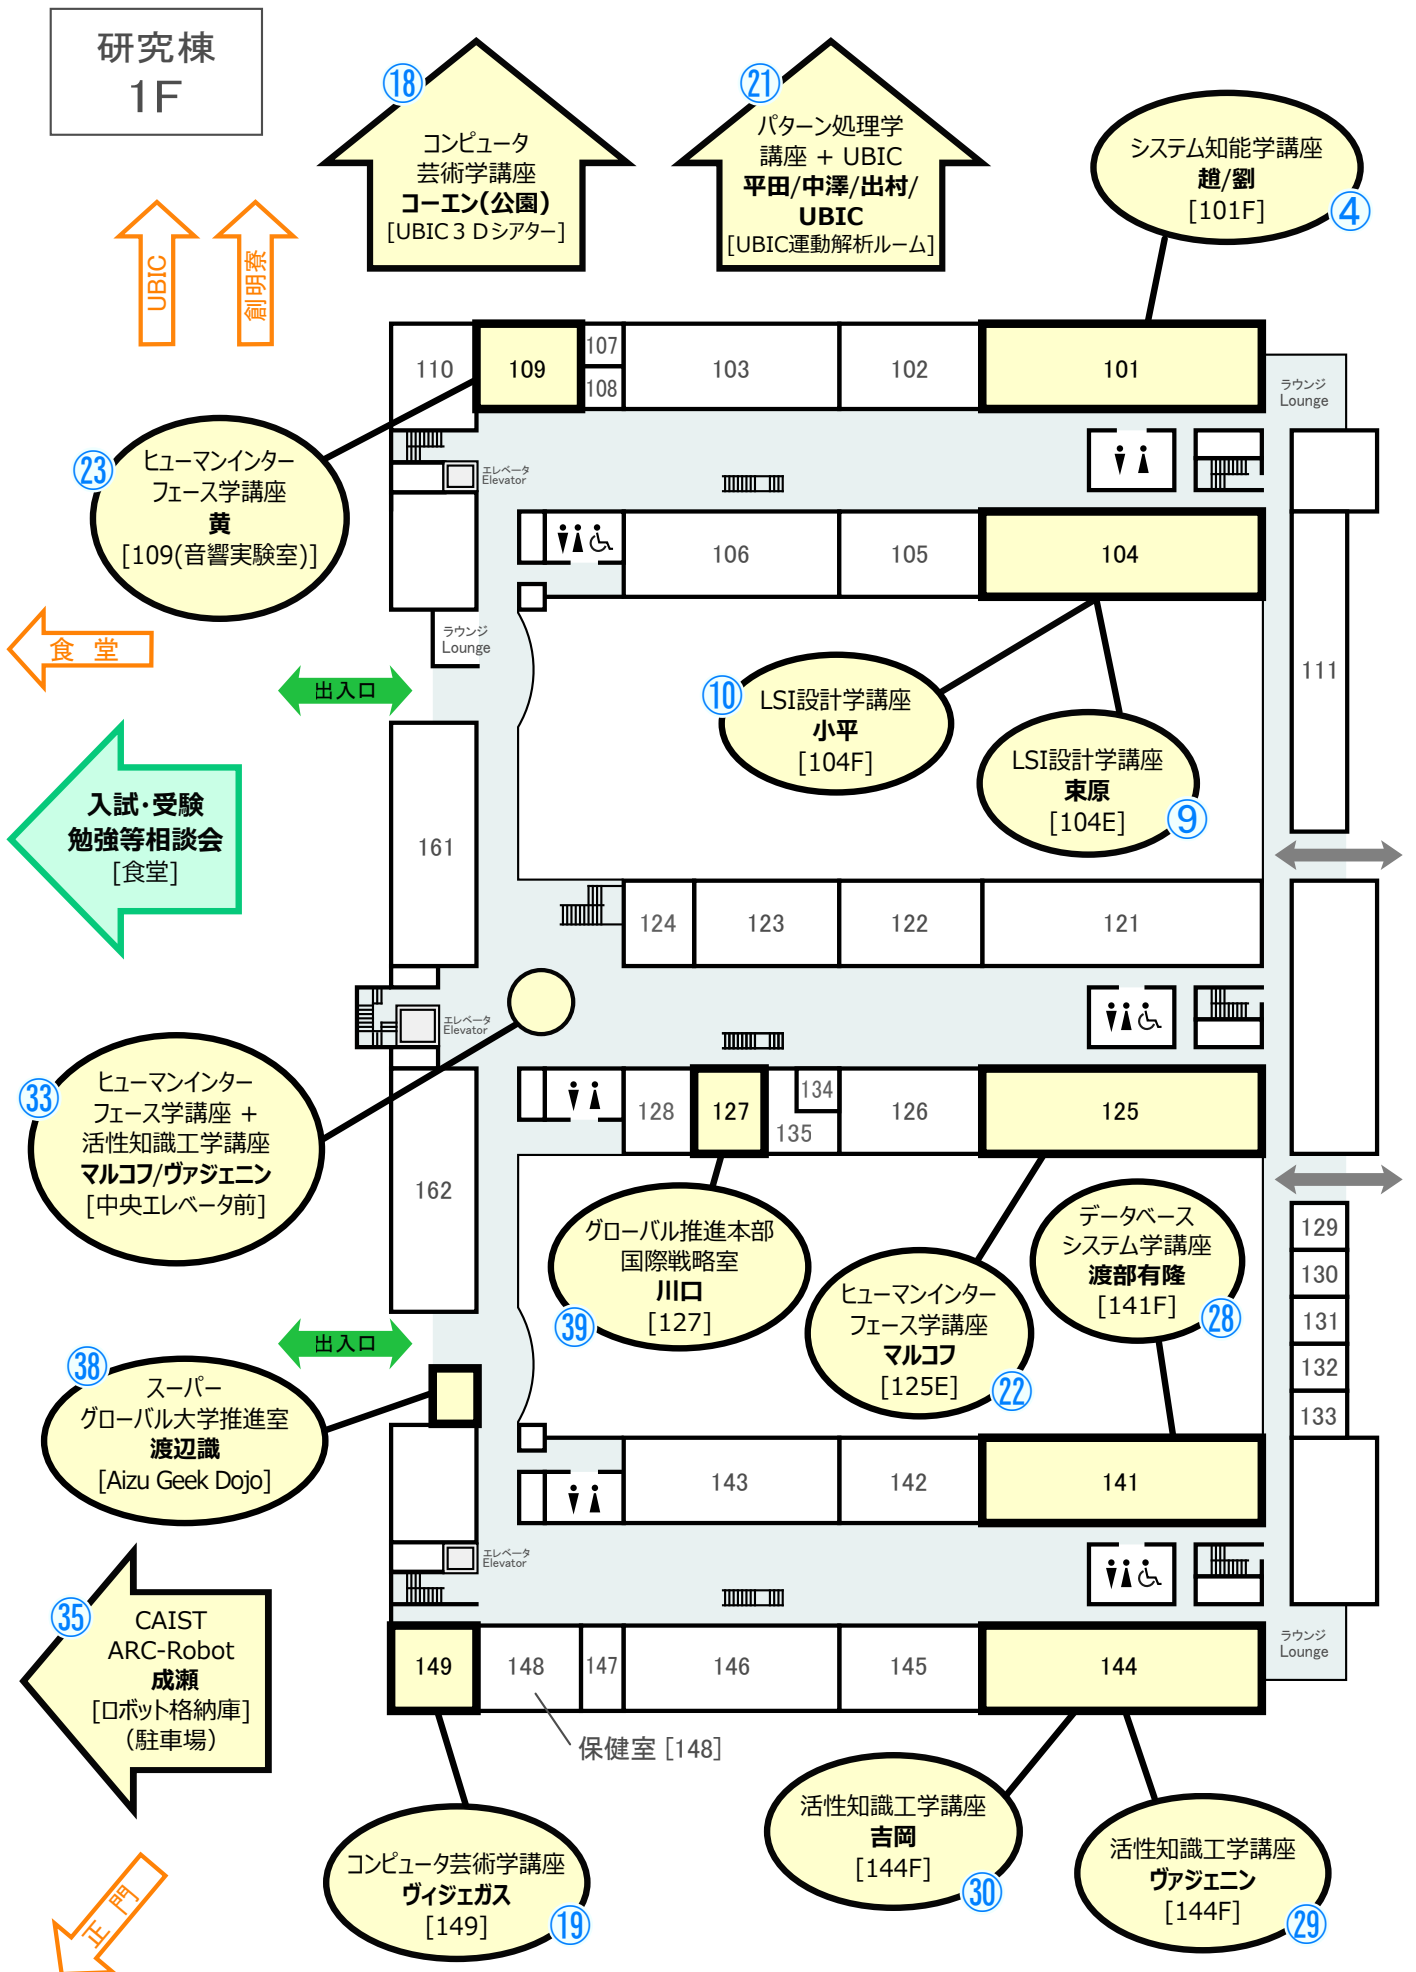 研究棟
1F
⑱
コンピュータ
芸術学講座
コーエン(公園)
[UBIC３Ｄシアター]
㉑
パターン処理学
講座 + UBIC
平田/中澤/出村/
UBIC
[UBIC運動解析ルーム]
システム知能学講座
趙/劉
[101F]
④
UBIC
創明寮
110
109
107
108
103
102
101
ラウンジ
Lounge
㉓
ヒューマンインター
フェース学講座
黄
[109(音響実験室)]
エレベータ
Elevator
106
105
104
食 堂
ラウンジ
Lounge
出入口
111
⑩
LSI設計学講座
小平
[104F]
LSI設計学講座
束原
[104E]
⑨
入試・受験
勉強等相談会
[食堂]
161
124
123
122
121
エレベータ
Elevator
㉝
ヒューマンインター
フェース学講座 +
活性知識工学講座
マルコフ/ヴァジェニン
[中央エレベータ前]
128
127
134
135
126
125
162
グローバル推進本部
国際戦略室
川口
[127]
㊴
ヒューマンインター
フェース学講座
マルコフ
[125E]
㉒
データベース
システム学講座
渡部有隆
[141F]
㉘
129
130
131
132
133
出入口
㊳
スーパー
グローバル大学推進室
渡辺識
[Aizu Geek Dojo]
143
142
141
エレベータ
Elevator
㉟
CAIST
ARC-Robot
成瀬
[ロボット格納庫]
（駐車場）
149
148
147
146
145
144
ラウンジ
Lounge
保健室 [148]
コンピュータ芸術学講座
ヴィジェガス
[149]
⑲
活性知識工学講座
吉岡
[144F]
㉚
活性知識工学講座
ヴァジェニン
[144F]
㉙
正 門